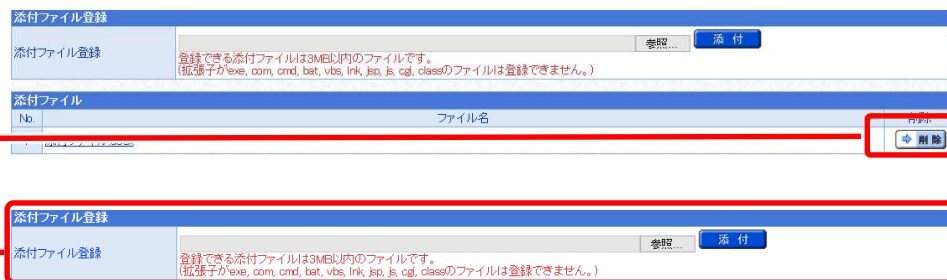 添付ファイル登録
添付ファイル登録
参照... 添 付
登録できる添付ファイルは3MB以内のファイルです。
(拡張子がexe, com, cmd, bat, vbs, lnk, jsp, js, cgi, classのファイルは登録できません。)
添付ファイル
No. ファイル名 削除
削 除
添付ファイル登録
添付ファイル登録
参照... 添 付
登録できる添付ファイルは3MB以内のファイルです。
(拡張子がexe, com, cmd, bat, vbs, lnk, jsp, js, cgi, classのファイルは登録できません。)